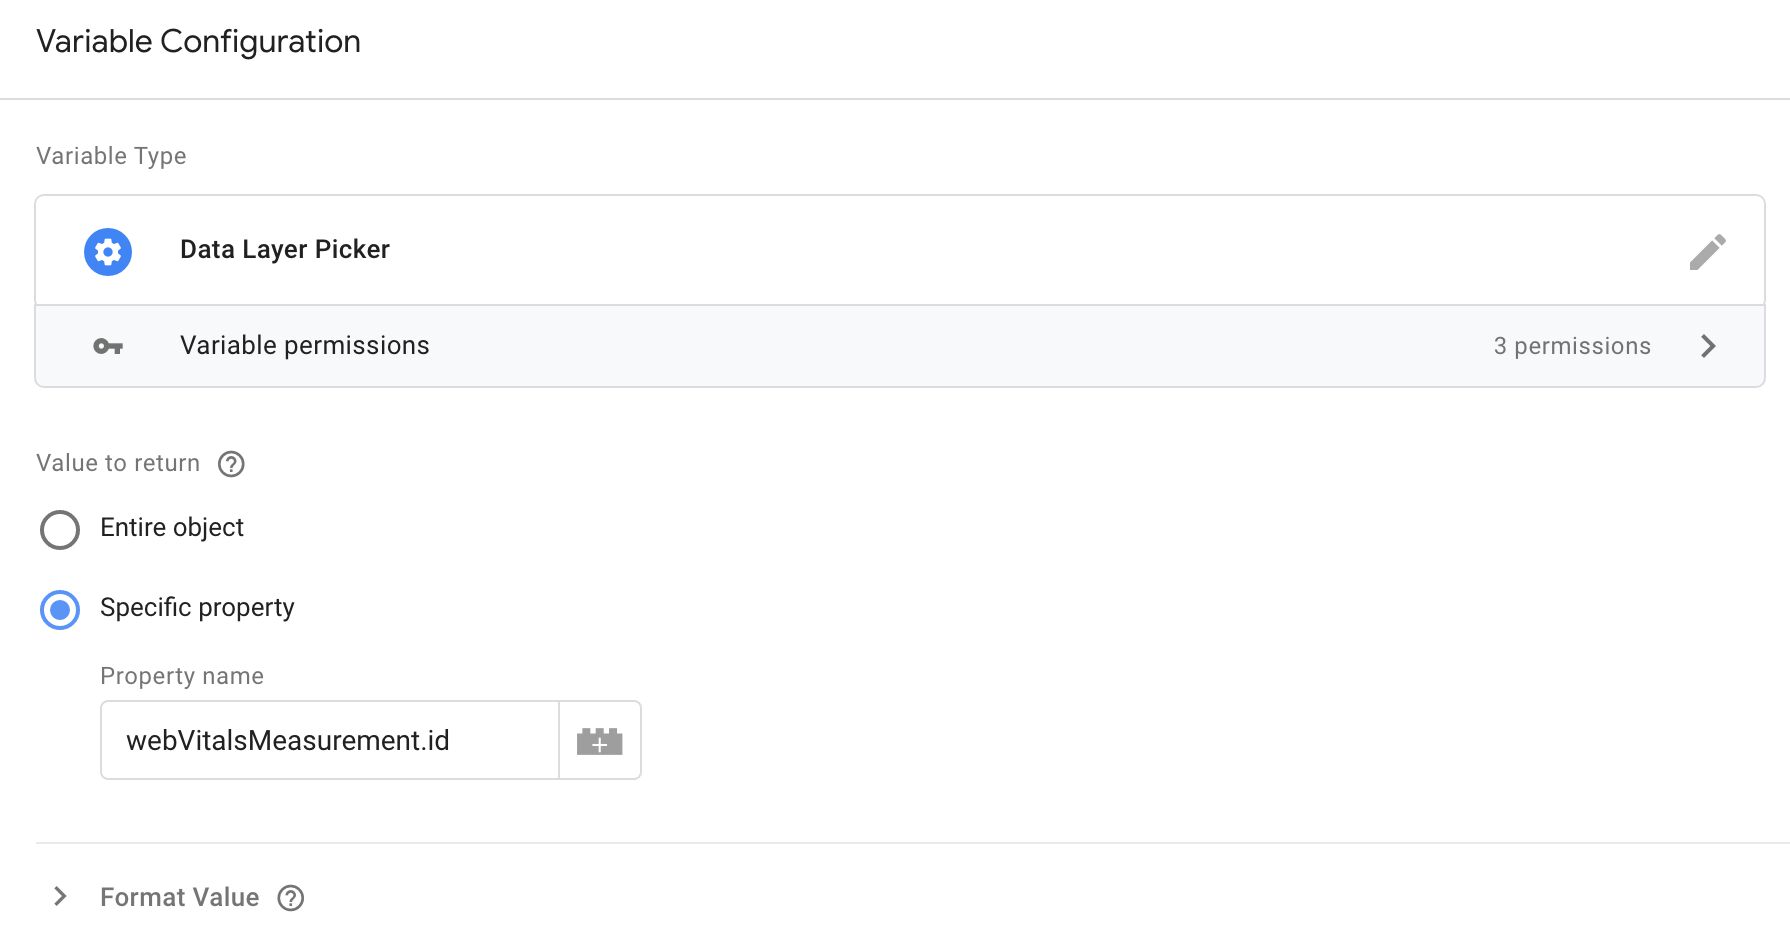 Variable Configuration
Variable Type
Data Layer Picker
Variable permissions 3 permissions
Value to return ?
Entire object
Specific property
Property name
webVitalsMeasurement.id
Format Value ?